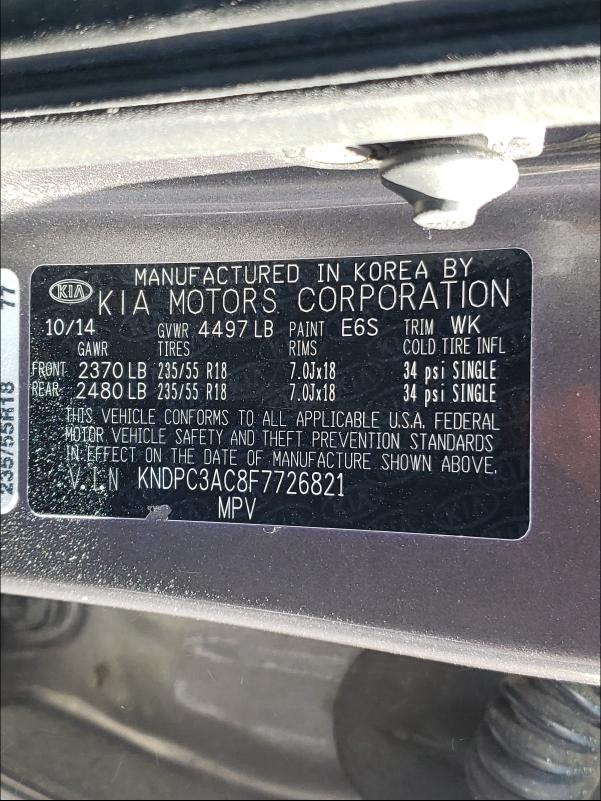 MANUFACTURED IN KOREA BY
KIA KIA MOTORS CORPORATION
10/14 GVWR 4497 LB PAINT E6S TRIM WK
GAWR TIRES RIMS COLD TIRE INFL
FRONT 2370 LB 235/55 R18 7.0Jx18 34 psi SINGLE
REAR 2480 LB 235/55 R18 7.0Jx18 34 psi SINGLE
THIS VEHICLE CONFORMS TO ALL APPLICABLE U.S.A. FEDERAL
MOTOR VEHICLE SAFETY AND THEFT PREVENTION STANDARDS
IN EFFECT ON THE DATE OF MANUFACTURE SHOWN ABOVE.
V.I.N KNDPC3AC8F7726821
MPV
235/55R18 77